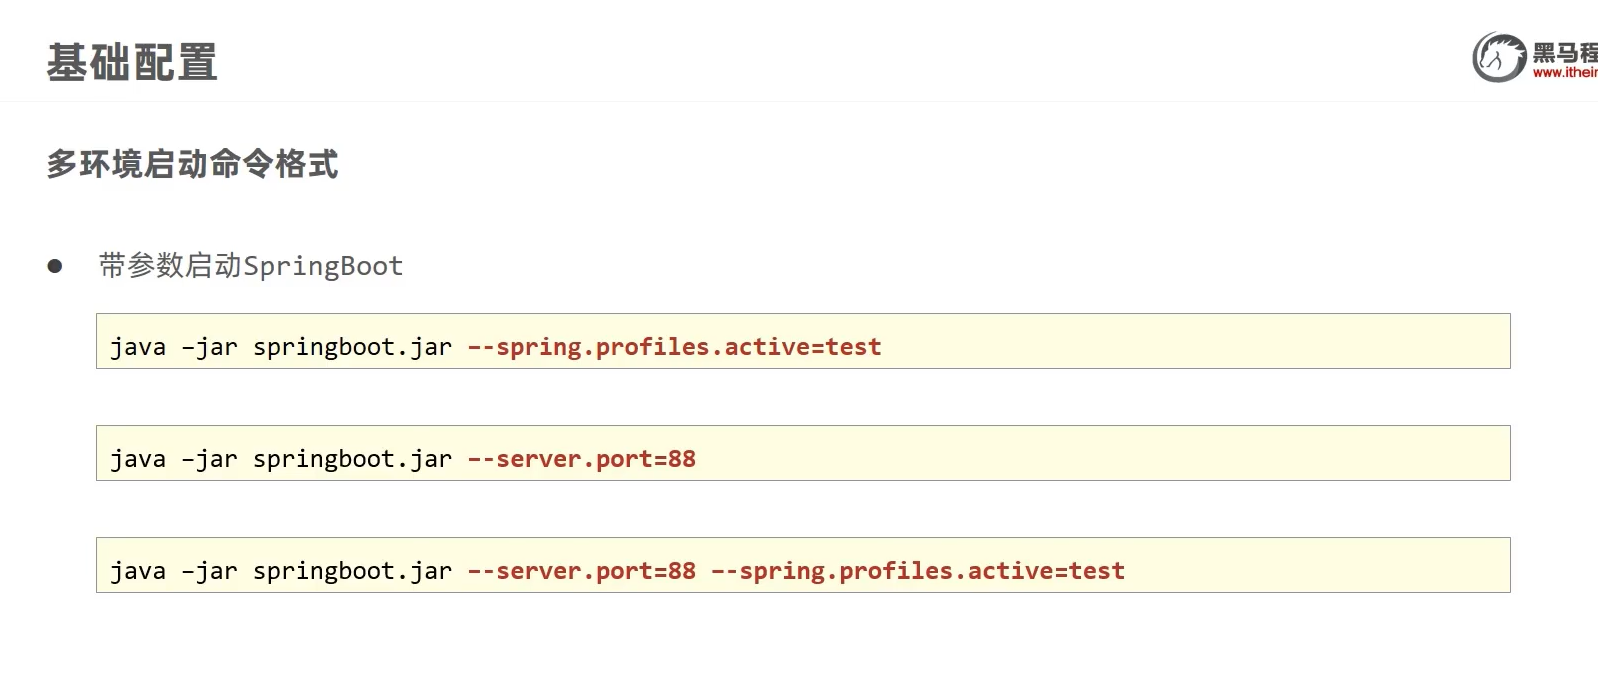 基础配置
黑马程
www.ithei
多环境启动命令格式
● 带参数启动SpringBoot
java –jar springboot.jar --spring.profiles.active=test
java –jar springboot.jar --server.port=88
java –jar springboot.jar --server.port=88 --spring.profiles.active=test